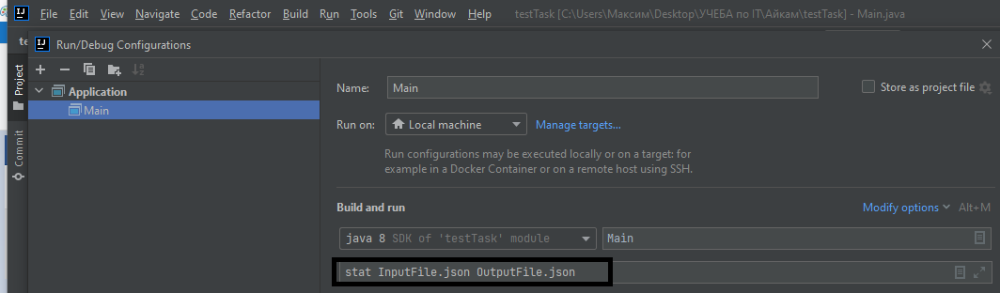 File Edit View Navigate Code Refactor Build Run Tools Git Window Help testTask [C:\Users\Максим\Desktop\УЧЕБА по IT\Айкам\testTask] - Main.java
te
Run/Debug Configurations
Project
Commit
Application
Main
Name: Main
Store as project file
Run on: Local machine Manage targets...
Run configurations may be executed locally or on a target: for
example in a Docker Container or on a remote host using SSH.
Build and run
Modify options Alt+M
java 8 SDK of 'testTask' module
Main
stat InputFile.json OutputFile.json